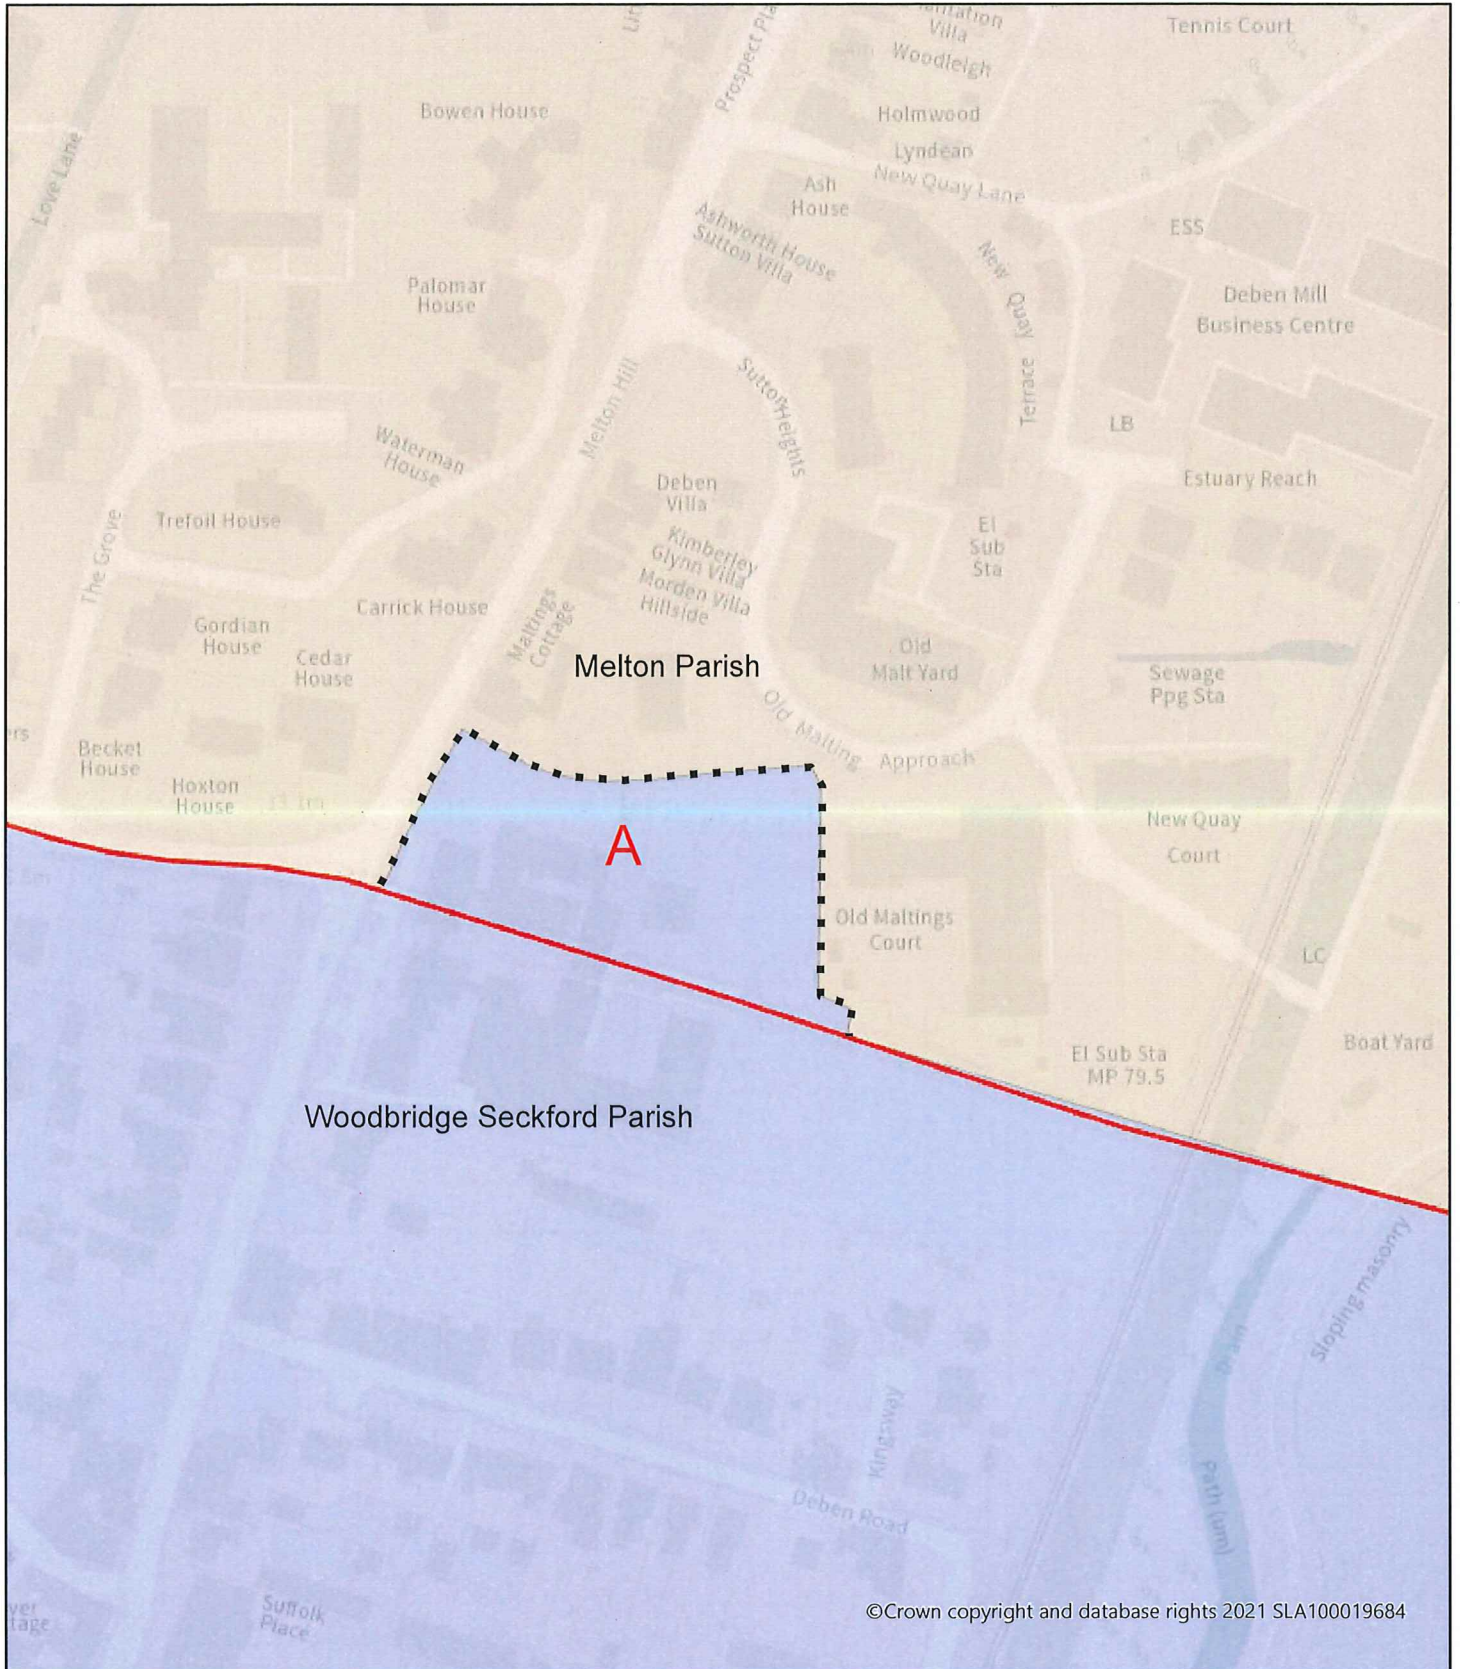 Prospect Pla
Villa
Woodleigh
Tennis Court
Bowen House
Holmwood
Lyndean
New Quay Lane
Love Lane
Ash
House
Ashworth House
Sutton Villa
ESS
New Quay Terrace
Palomar
House
Deben Mill
Business Centre
Melton Hill
Sutton Heights
LB
Waterman
House
Deben
Villa
Estuary Reach
Trefoil House
El
Sub
Sta
The Grove
Kimberley
Glynn Villa
Morden Villa
Hillside
Carrick House
Maltings
Cottage
Gordian
House
Cedar
House
Melton Parish
Old
Malt Yard
Sewage
Ppg Sta
Old Malting Approach
Becket
House
Hoxton
House
New Quay
Court
A
Old Maltings
Court
LC
El Sub Sta
MP 79.5
Boat Yard
Woodbridge Seckford Parish
Sloping masonry
Drain
Kingsway
Deben Road
Path (um)
Suffolk
Place
©Crown copyright and database rights 2021 SLA100019684